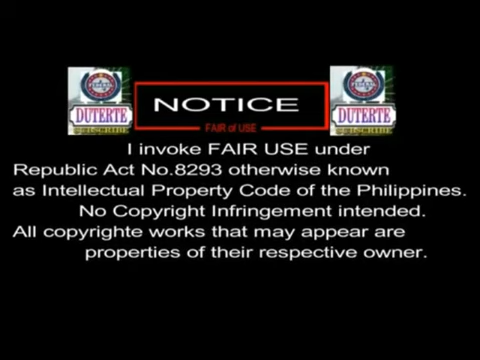 NOTICE
FAIR of USE
DUTERTE
SUBSCRIBE
DUTERTE
SUBSCRIBE
I invoke FAIR USE under
Republic Act No.8293 otherwise known
as Intellectual Property Code of the Philippines.
No Copyright Infringement intended.
All copyrighte works that may appear are
properties of their respective owner.